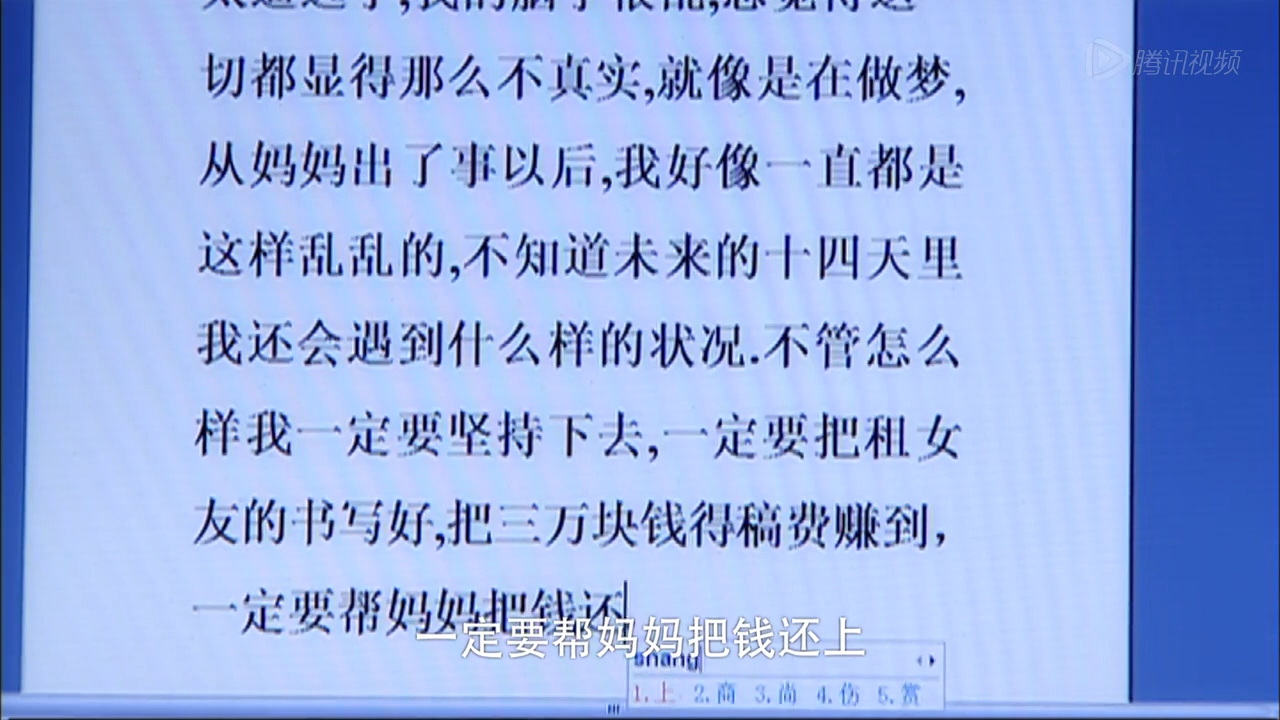 腾讯视频
切都显得那么不真实,就像是在做梦,
从妈妈出了事以后,我好像一直都是
这样乱乱的,不知道未来的十四天里
我还会遇到什么样的状况.不管怎么
样我一定要坚持下去,一定要把租女
友的书写好,把三万块钱得稿费赚到,
一定要帮妈妈把钱还
一定要帮妈妈把钱还上
shang
1.上 2.商 3.尚 4.伤 5.赏